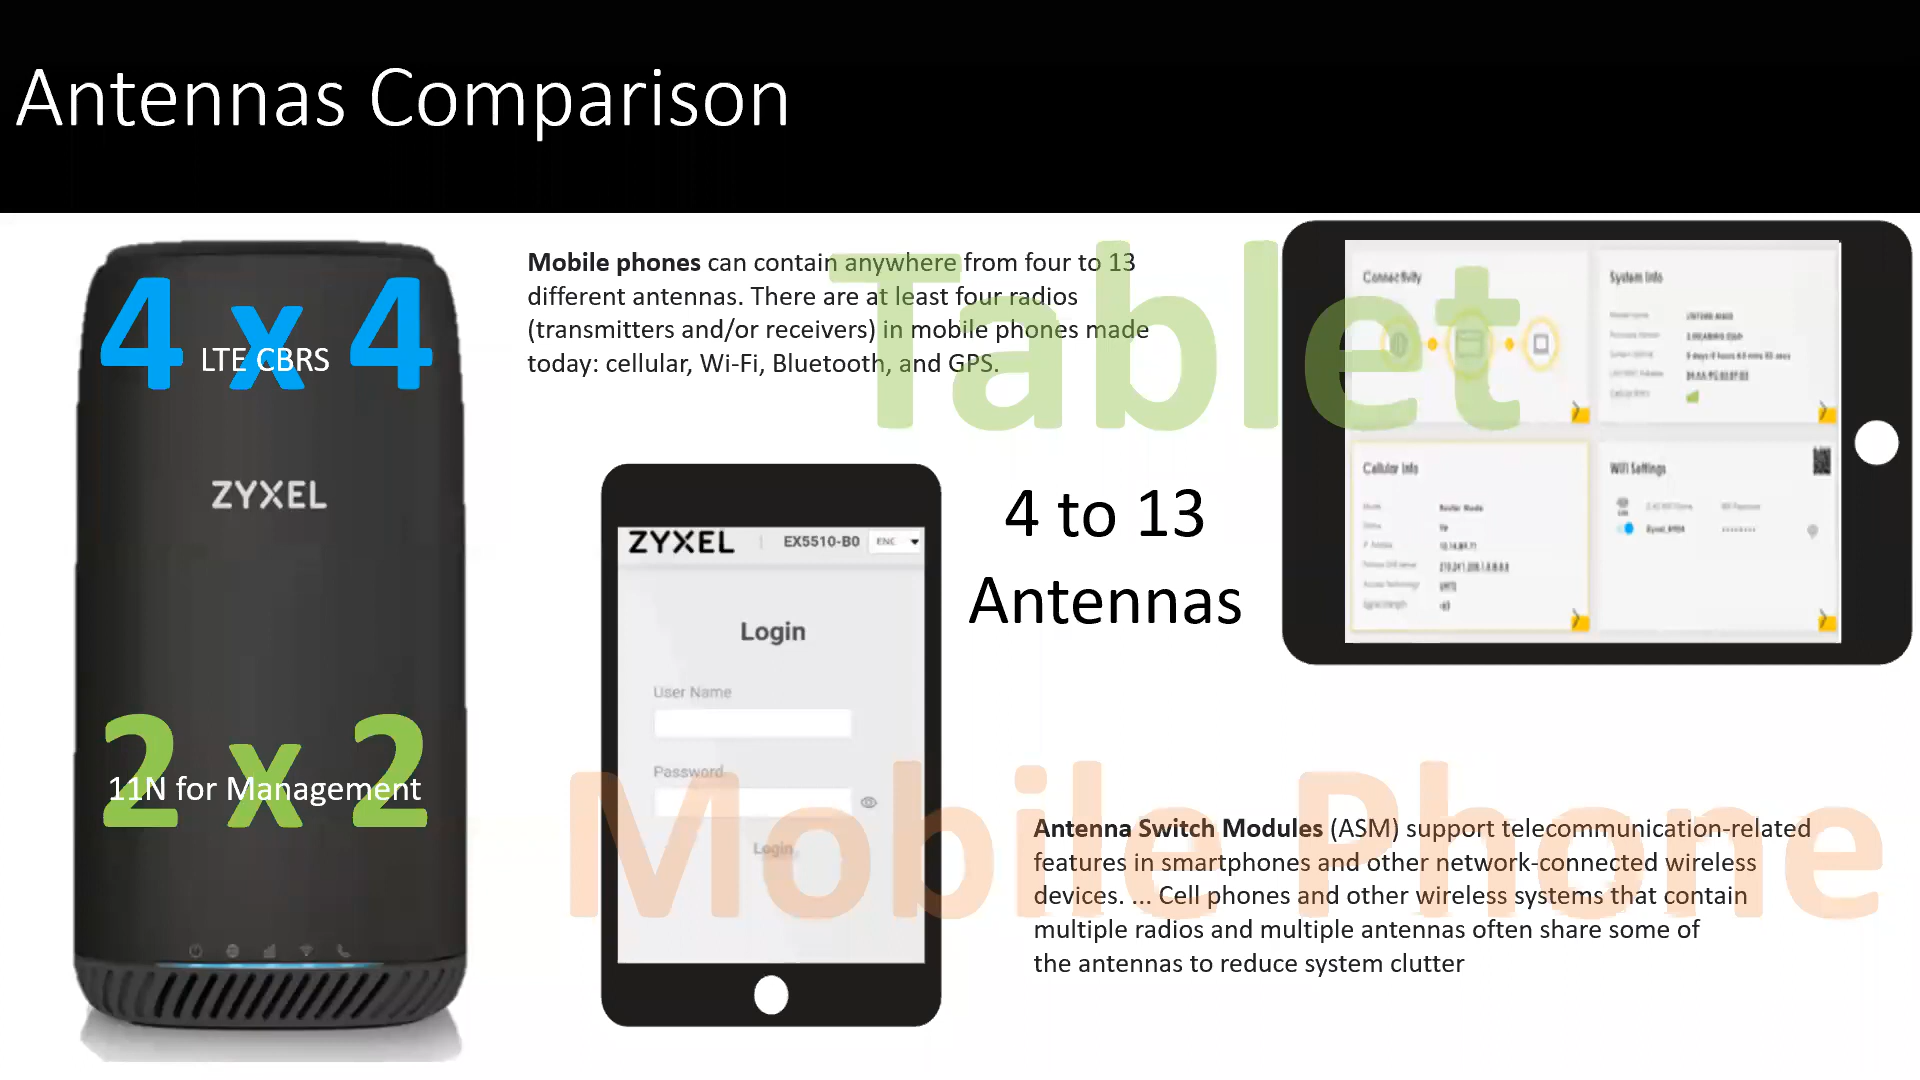 Antennas Comparison
4 x 4
LTE CBRS
ZYXEL
2 x 2
11N for Management
Mobile phones can contain anywhere from four to 13
different antennas. There are at least four radios
(transmitters and/or receivers) in mobile phones made
today: cellular, Wi-Fi, Bluetooth, and GPS.
Tablet
4 to 13
Antennas
ZYXEL
EX5510-B0
ENG
Login
User Name
Password
Login
Connectivity
System Info
Cellular Info
WiFi Settings
Mobile Phone
Antenna Switch Modules (ASM) support telecommunication-related
features in smartphones and other network-connected wireless
devices. ... Cell phones and other wireless systems that contain
multiple radios and multiple antennas often share some of
the antennas to reduce system clutter